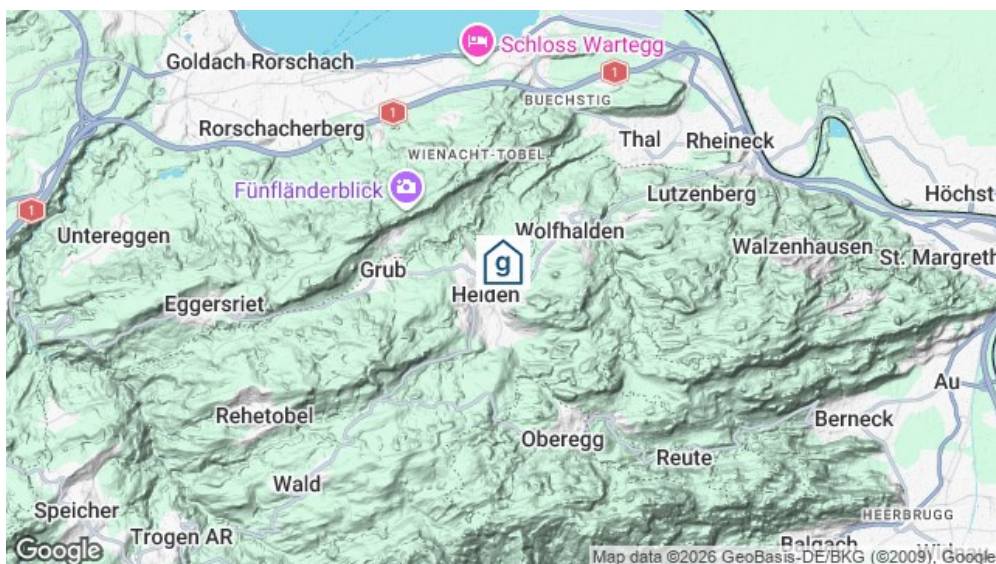 Schloss Wartegg
Goldach Rorschach
1
BUECHSTIG
1
Rorschacherberg
Thal
Rheineck
WIENACHT-TOBEL
Fünfländerblick
Lutzenberg
Höchst
1
Untereggen
Wolfhalden
Walzenhausen
St. Margreth
g
Grub
Heiden
Eggersriet
Au
Rehetobel
Berneck
Oberegg
Reute
Wald
Speicher
HEERBRUGG
Trogen AR
Balgach
Google
Map data ©2026 GeoBasis-DE/BKG (©2009), Google